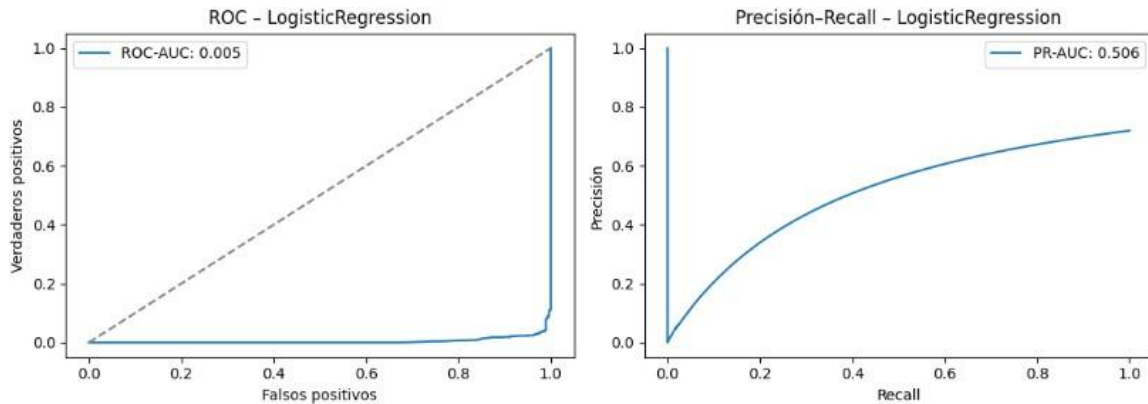 ROC – LogisticRegression
ROC-AUC: 0.005
1.0
0.8
0.6
0.4
0.2
0.0
Verdaderos positivos
0.0 0.2 0.4 0.6 0.8 1.0
Falsos positivos
Precisión–Recall – LogisticRegression
PR-AUC: 0.506
1.0
0.8
0.6
0.4
0.2
0.0
Precisión
0.0 0.2 0.4 0.6 0.8 1.0
Recall